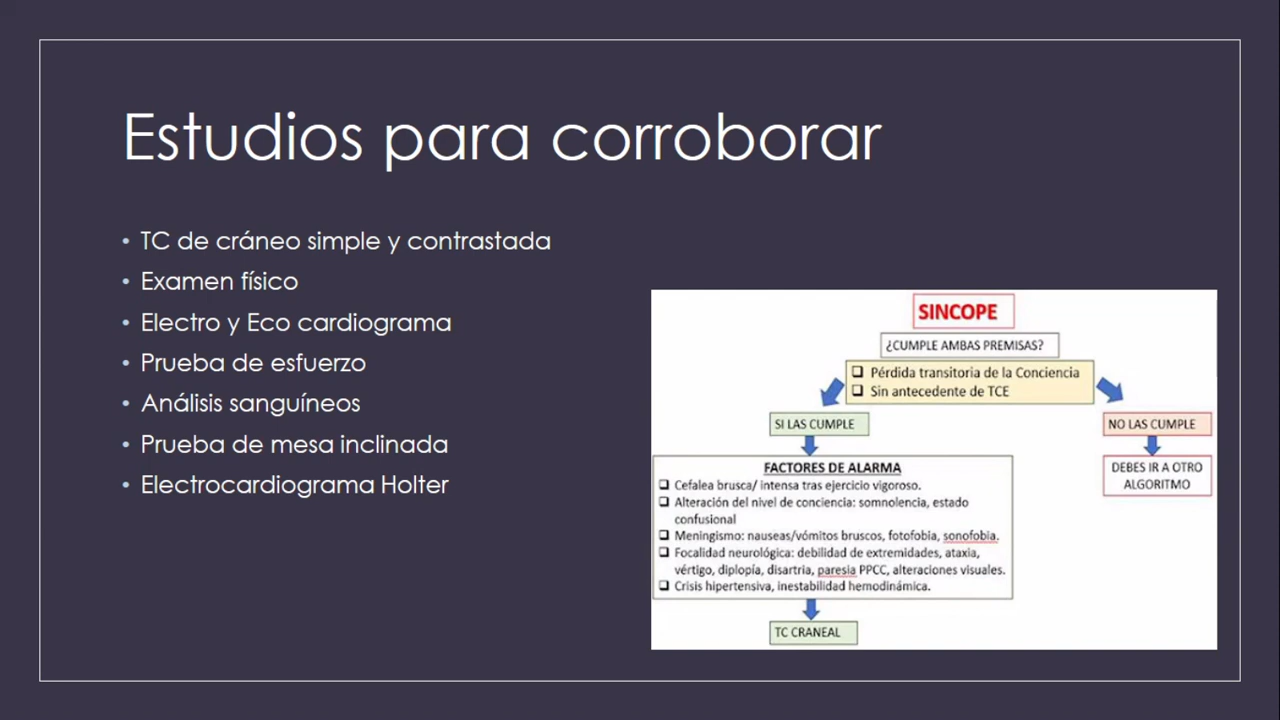 Estudios para corroborar
• TC de cráneo simple y contrastada
• Examen físico
• Electro y Eco cardiograma
• Prueba de esfuerzo
• Análisis sanguíneos
• Prueba de mesa inclinada
• Electrocardiograma Holter
SINCOPE
¿CUMPLE AMBAS PREMISAS?
❑ Pérdida transitoria de la Conciencia
❑ Sin antecedente de TCE
SI LAS CUMPLE
NO LAS CUMPLE
FACTORES DE ALARMA
❑ Cefalea brusca/ intensa tras ejercicio vigoroso.
❑ Alteración del nivel de conciencia: somnolencia, estado
confusional
❑ Meningismo: nauseas/vómitos bruscos, fotofobia, sonofobia.
❑ Focalidad neurológica: debilidad de extremidades, ataxia,
vértigo, diplopía, disartria, paresia PPCC, alteraciones visuales.
❑ Crisis hipertensiva, inestabilidad hemodinámica.
DEBES IR A OTRO
ALGORITMO
TC CRANEAL